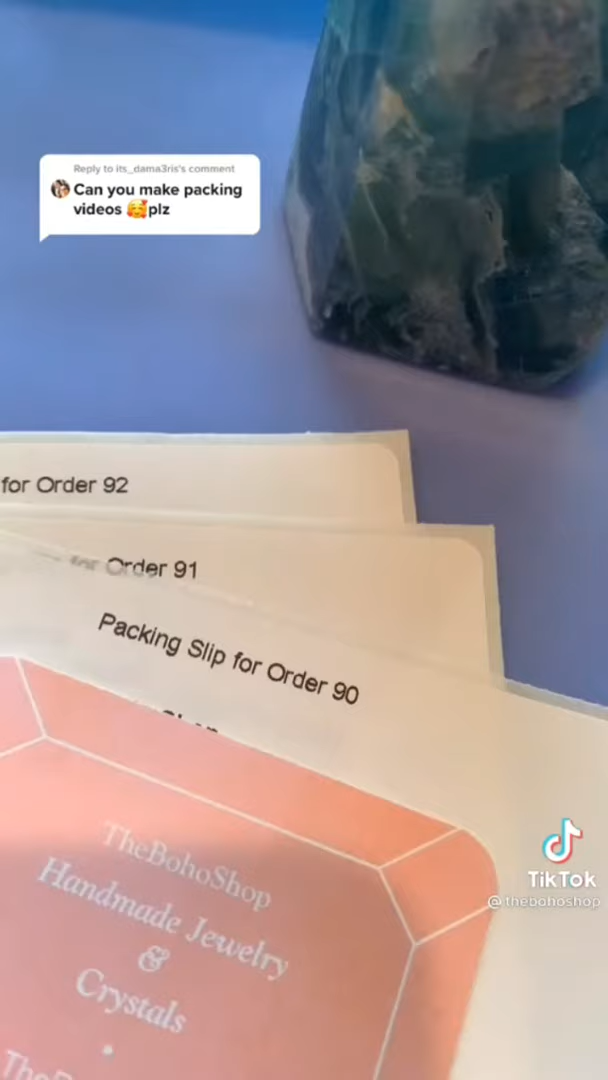 Reply to its_dama3ris's comment
Can you make packing
videos 🥰plz
for Order 92
for Order 91
Packing Slip for Order 90
TheBohoShop
Handmade Jewelry
&
Crystals
TikTok
@thebohoshop